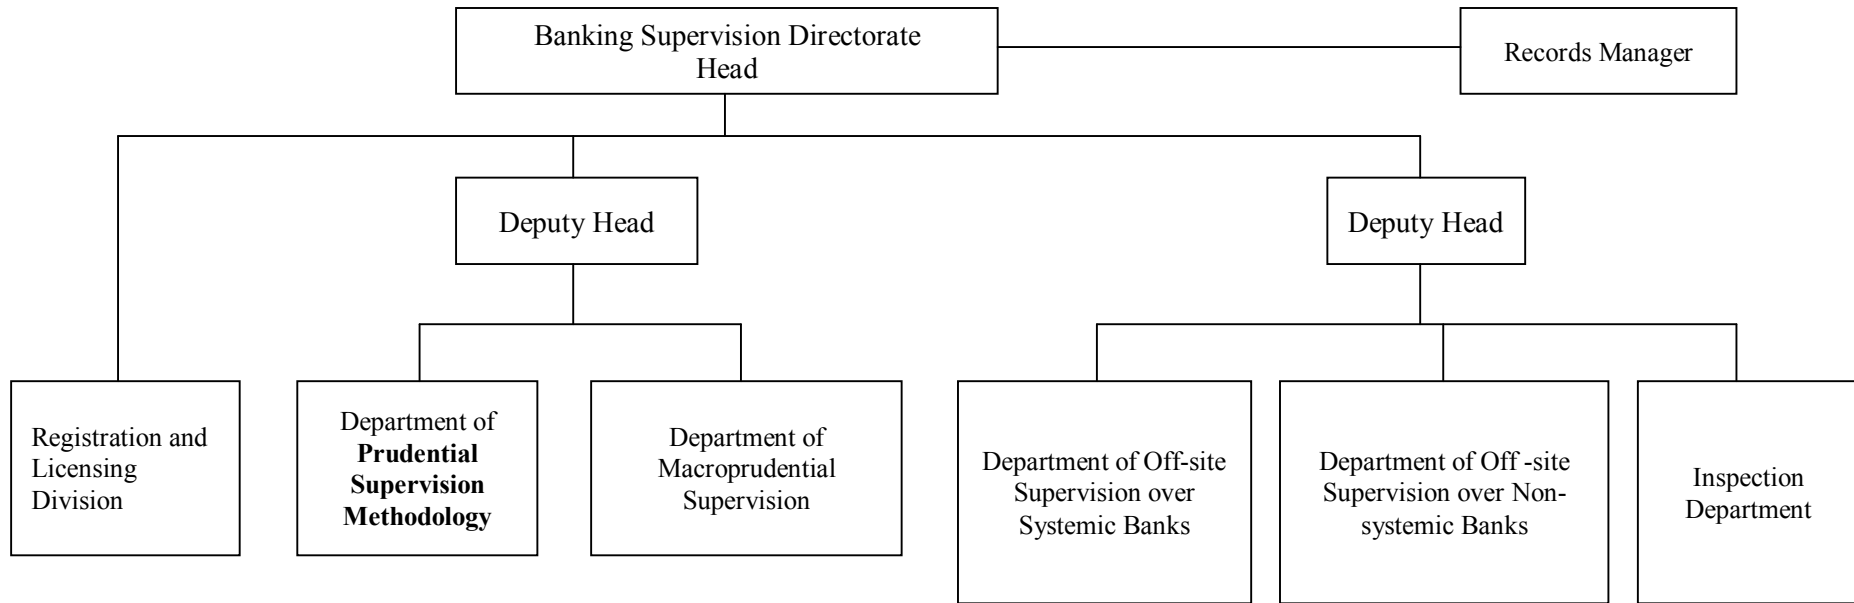 Banking Supervision Directorate
Head
Records Manager
Deputy Head
Deputy Head
Registration and
Licensing
Division
Department of
Prudential
Supervision
Methodology
Department of
Macroprudential
Supervision
Department of Off-site
Supervision over
Systemic Banks
Department of Off -site
Supervision over Non-
systemic Banks
Inspection
Department